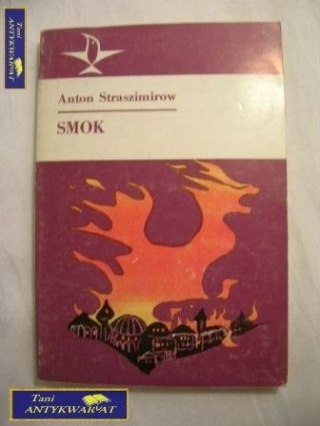 Tani
ANTYKWARIAT
Anton Straszimirow
SMOK
Tani
ANTYKWARIAT